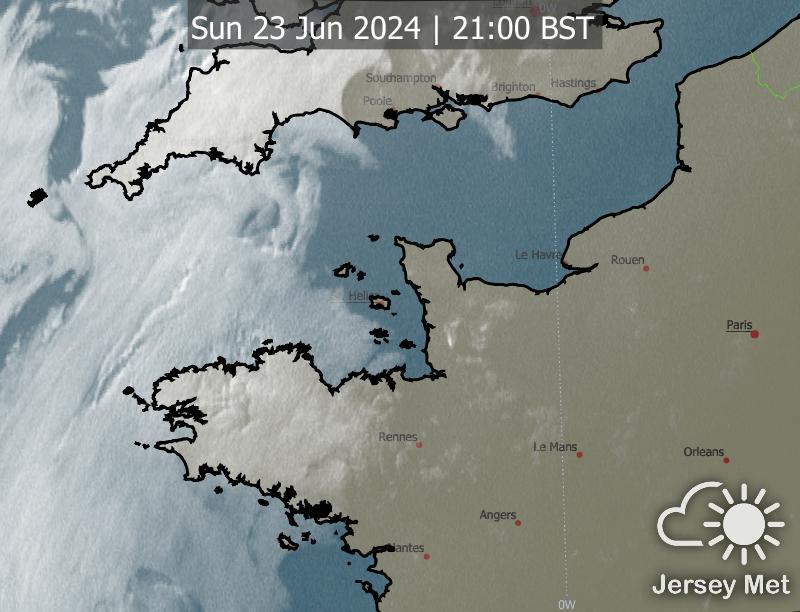 London
0W
Sun 23 Jun 2024 | 21:00 BST
Southampton
Brighton
Hastings
Poole
Le Havre
Rouen
St. Helier
Paris
Rennes
Le Mans
Orleans
Angers
Nantes
0W
Jersey Met